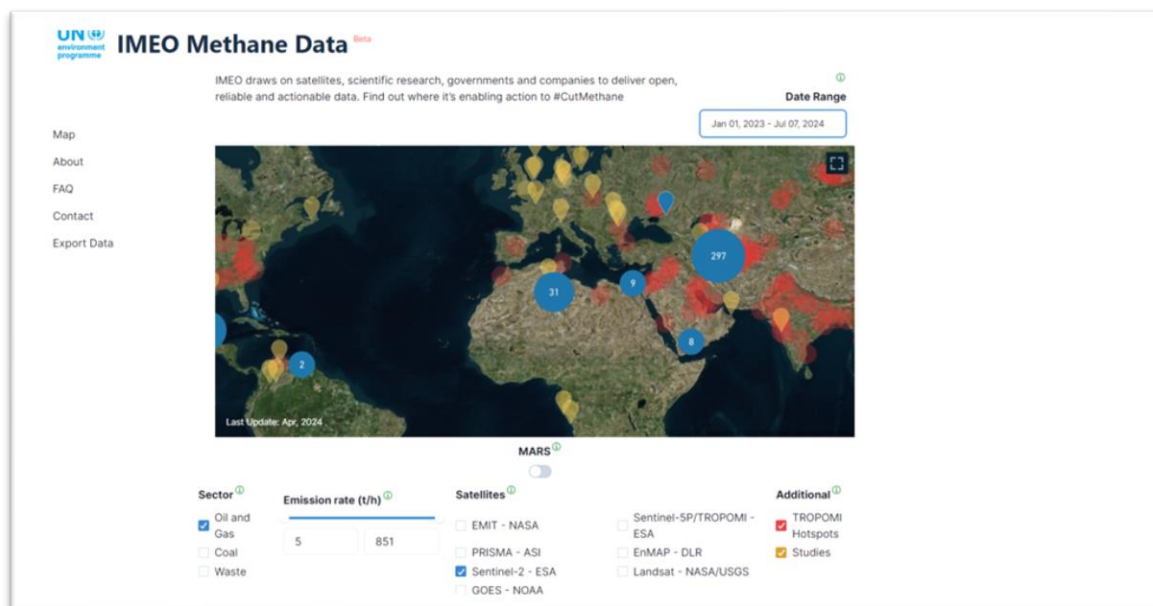 UN
environment
programme
IMEO Methane Data Beta
IMEO draws on satellites, scientific research, governments and companies to deliver open,
reliable and actionable data. Find out where it's enabling action to #CutMethane
Date Range
Jan 01, 2023 - Jul 07, 2024
Map
About
FAQ
Contact
Export Data
297
31
9
8
2
Last Update: Apr, 2024
MARS
Sector
Oil and
Gas
Coal
Waste
Emission rate (t/h)
5
851
Satellites
EMIT - NASA
PRISMA - ASI
Sentinel-2 - ESA
GOES - NOAA
Sentinel-5P/TROPOMI -
ESA
EnMAP - DLR
Landsat - NASA/USGS
Additional
TROPOMI
Hotspots
Studies